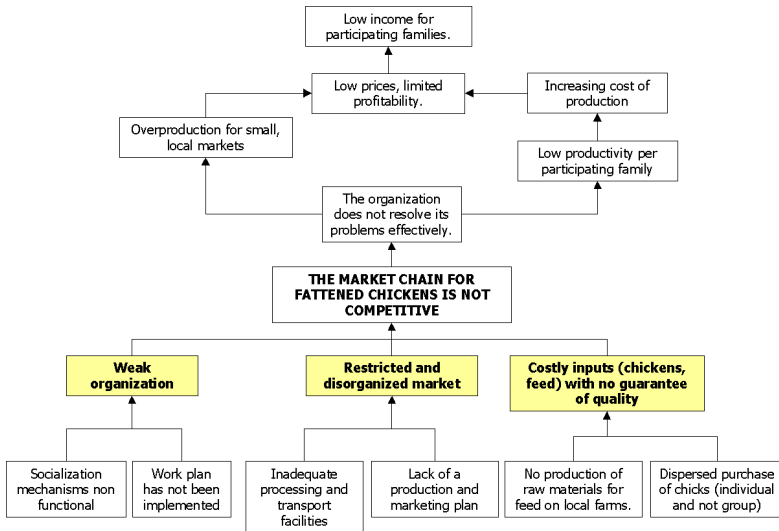 Low income for
participating families.
Low prices, limited
profitability.
Increasing cost of
production
Overproduction for small,
local markets
Low productivity per
participating family
The organization
does not resolve its
problems effectively.
THE MARKET CHAIN FOR
FATTENED CHICKENS IS NOT
COMPETITIVE
Weak
organization
Restricted and
disorganized market
Costly inputs (chickens,
feed) with no guarantee
of quality
Socialization
mechanisms non
functional
Work plan
has not been
implemented
Inadequate
processing and
transport
facilities
Lack of a
production and
marketing plan
No production of
raw materials for
feed on local farms.
Dispersed purchase
of chicks (individual
and not group)